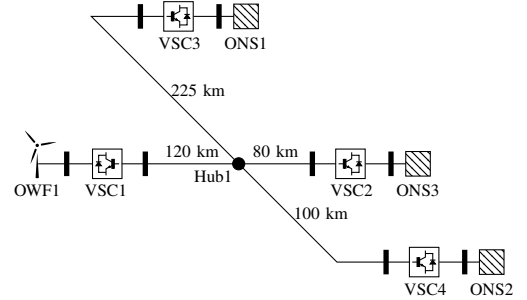 VSC3
ONS1
225 km
120 km
80 km
OWF1
VSC1
Hub1
VSC2
ONS3
100 km
VSC4
ONS2